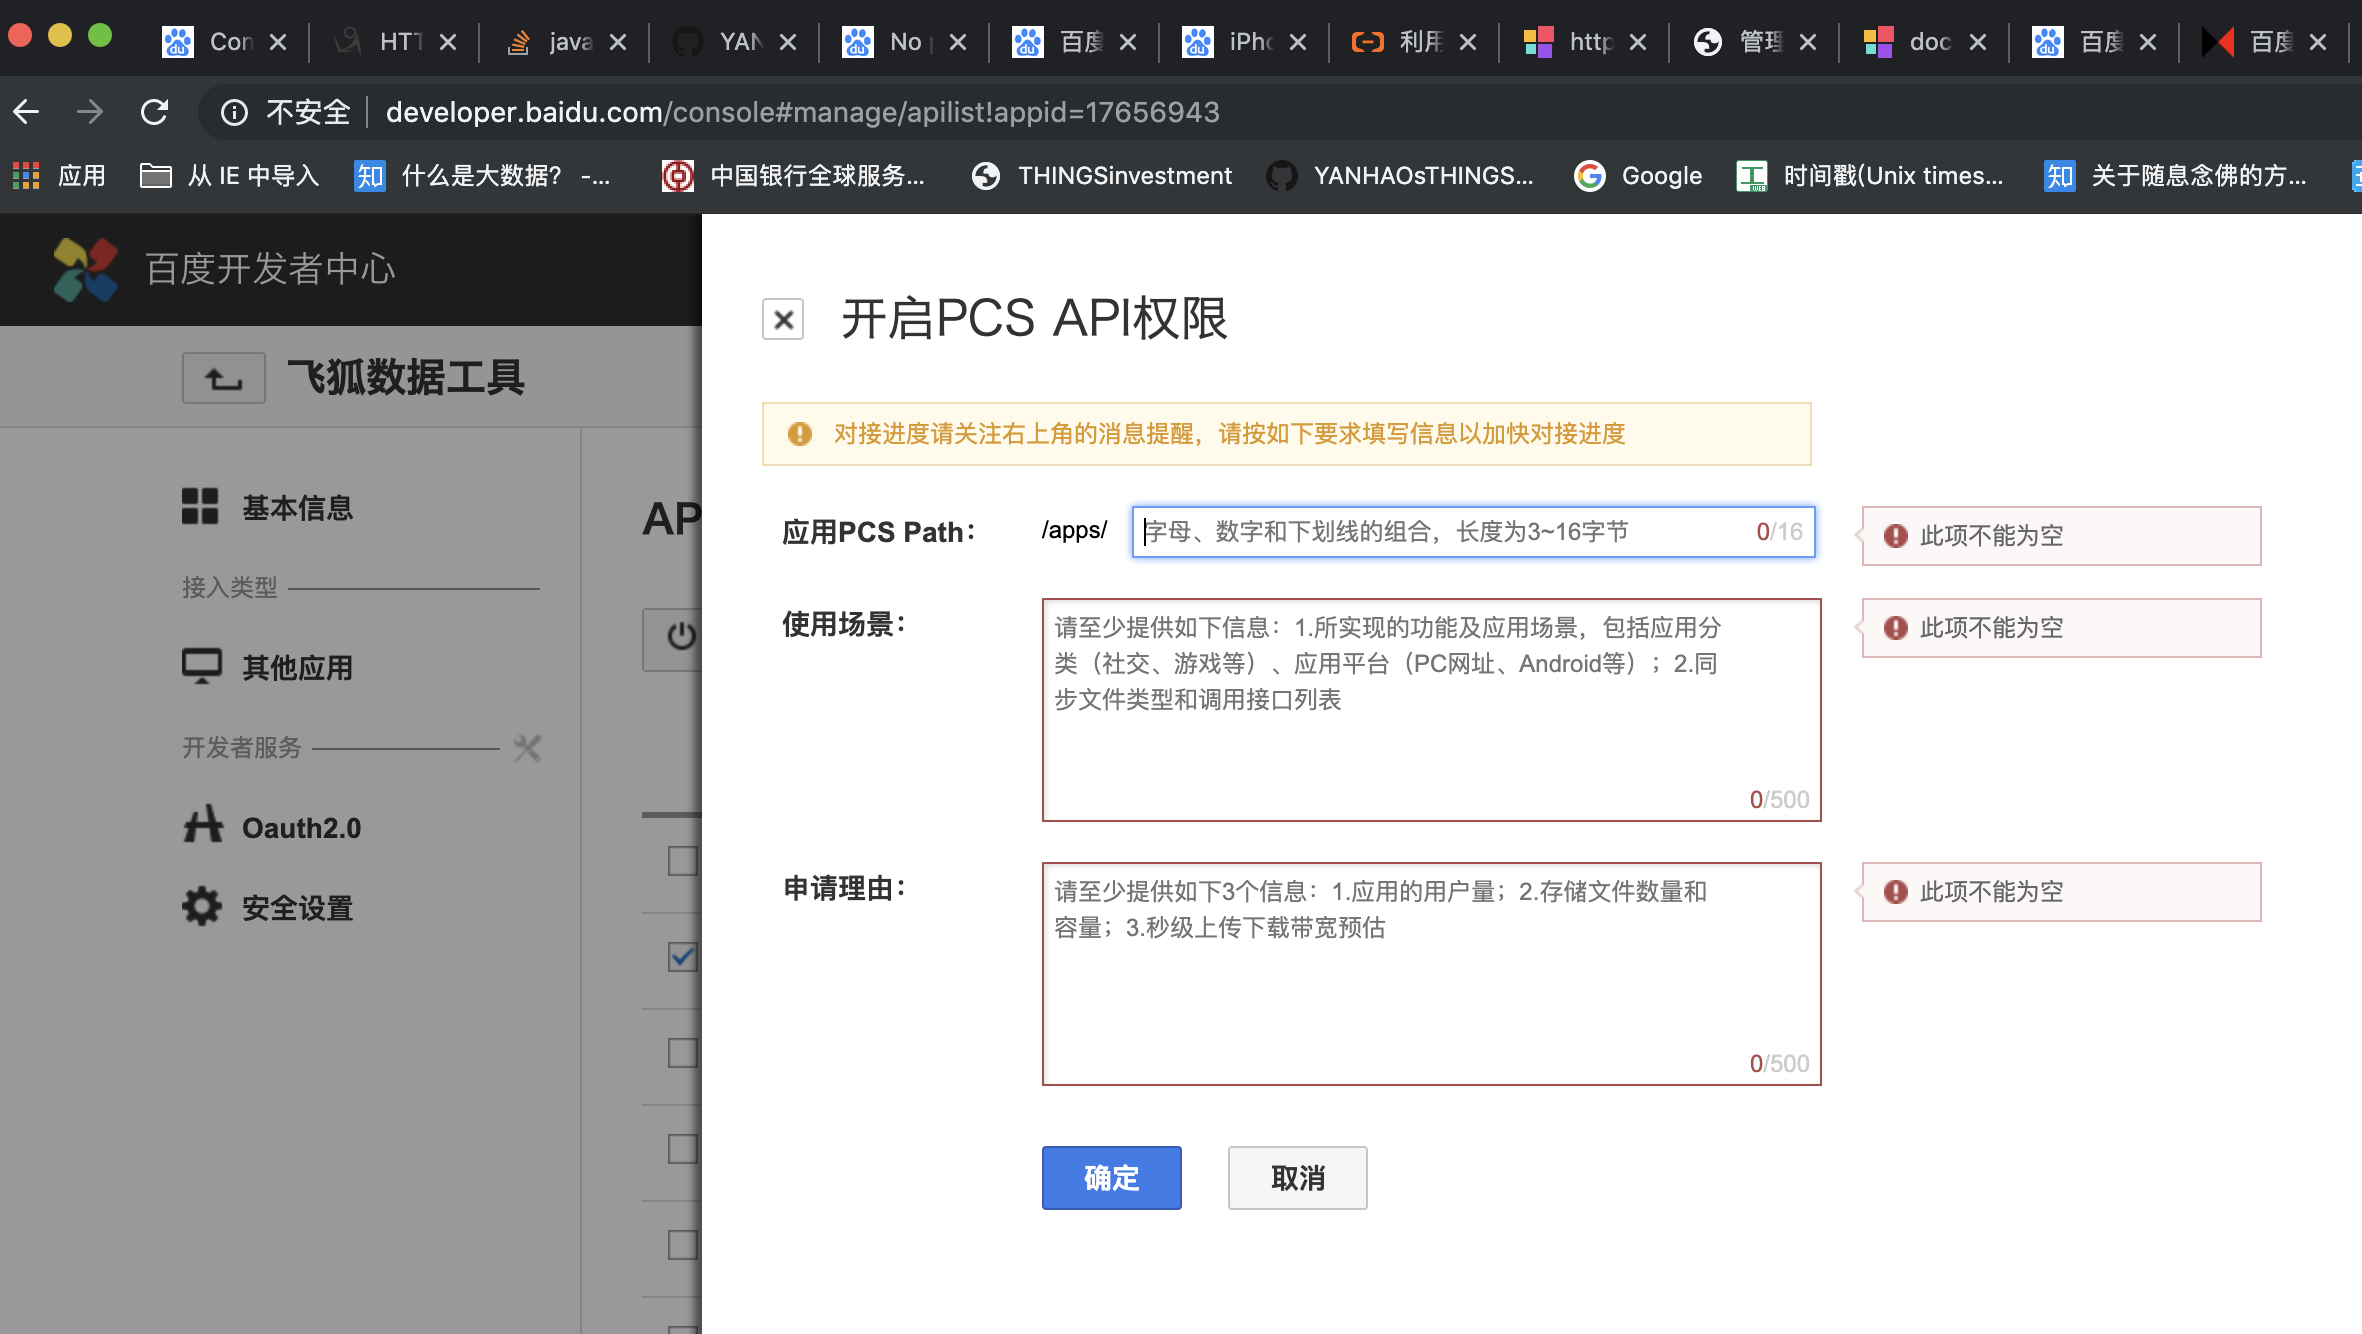 Con
HTT
java
YAN
No
百度
iPho
利用
http
管理
doc
百度
百度
不安全
developer.baidu.com/console#manage/apilist!appid=17656943
应用
从 IE 中导入
知
什么是大数据？ -...
中国银行全球服务...
THINGSinvestment
YANHAOsTHINGS...
Google
时间戳(Unix times...
知
关于随息念佛的方...
百度开发者中心
开启PCS API权限
飞狐数据工具
对接进度请关注右上角的消息提醒，请按如下要求填写信息以加快对接进度
基本信息
AP
应用PCS Path：
/apps/
字母、数字和下划线的组合，长度为3~16字节
0/16
此项不能为空
接入类型
使用场景：
请至少提供如下信息：1.所实现的功能及应用场景，包括应用分
类（社交、游戏等）、应用平台（PC网址、Android等）；2.同
步文件类型和调用接口列表
0/500
此项不能为空
其他应用
开发者服务
Oauth2.0
安全设置
申请理由：
请至少提供如下3个信息：1.应用的用户量；2.存储文件数量和
容量；3.秒级上传下载带宽预估
0/500
此项不能为空
确定
取消